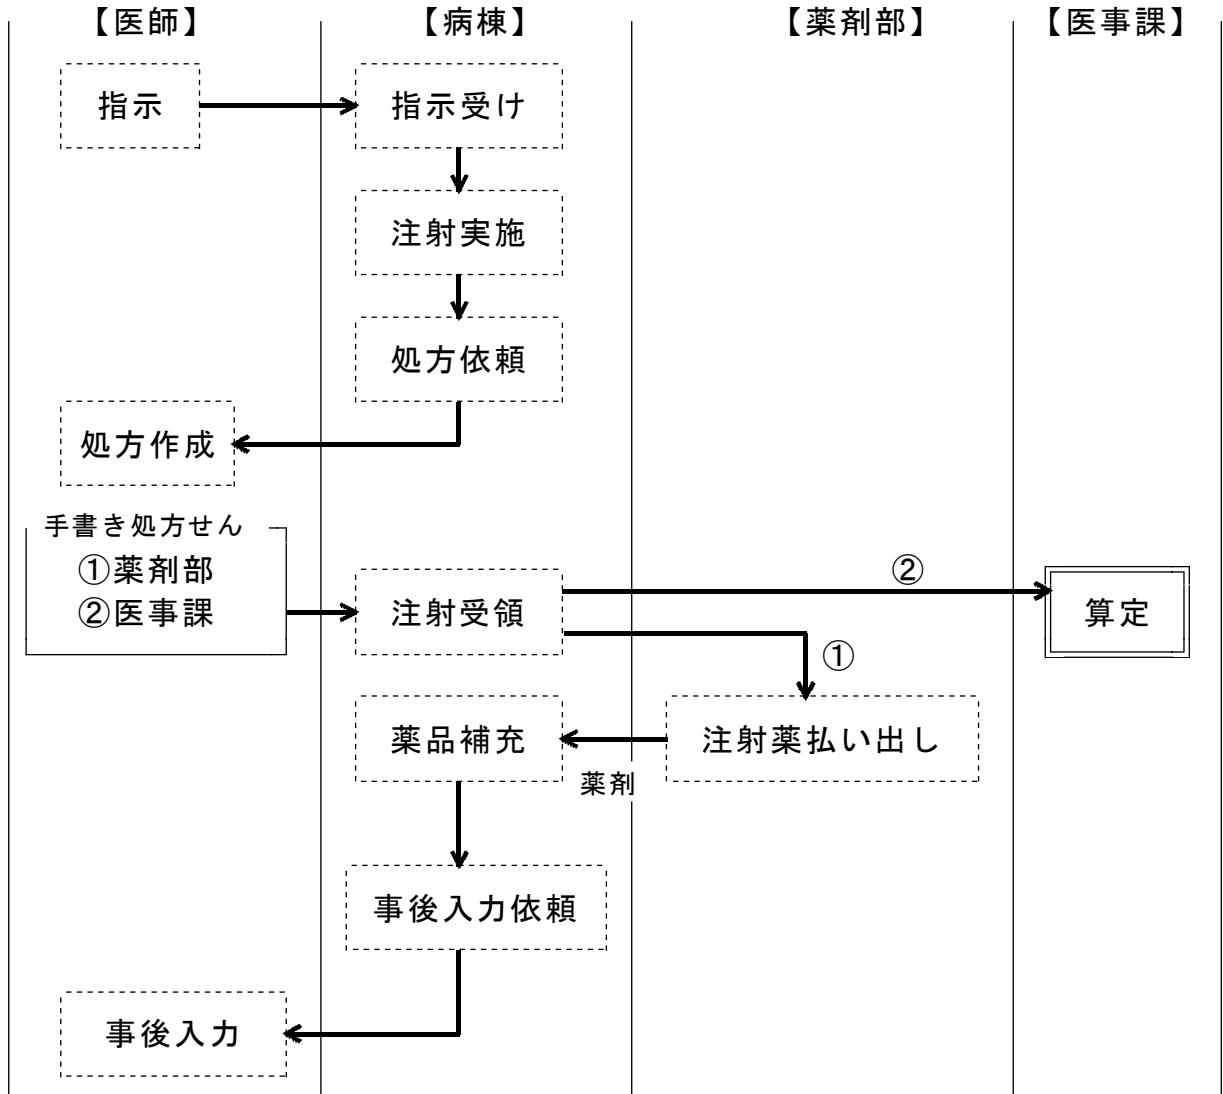 【医師】
【病棟】
【薬剤部】
【医事課】
指示
指示受け
注射実施
処方依頼
処方作成
手書き処方せん
①薬剤部
②医事課
注射受領
②
算定
①
薬品補充
注射薬払い出し
薬剤
事後入力依頼
事後入力